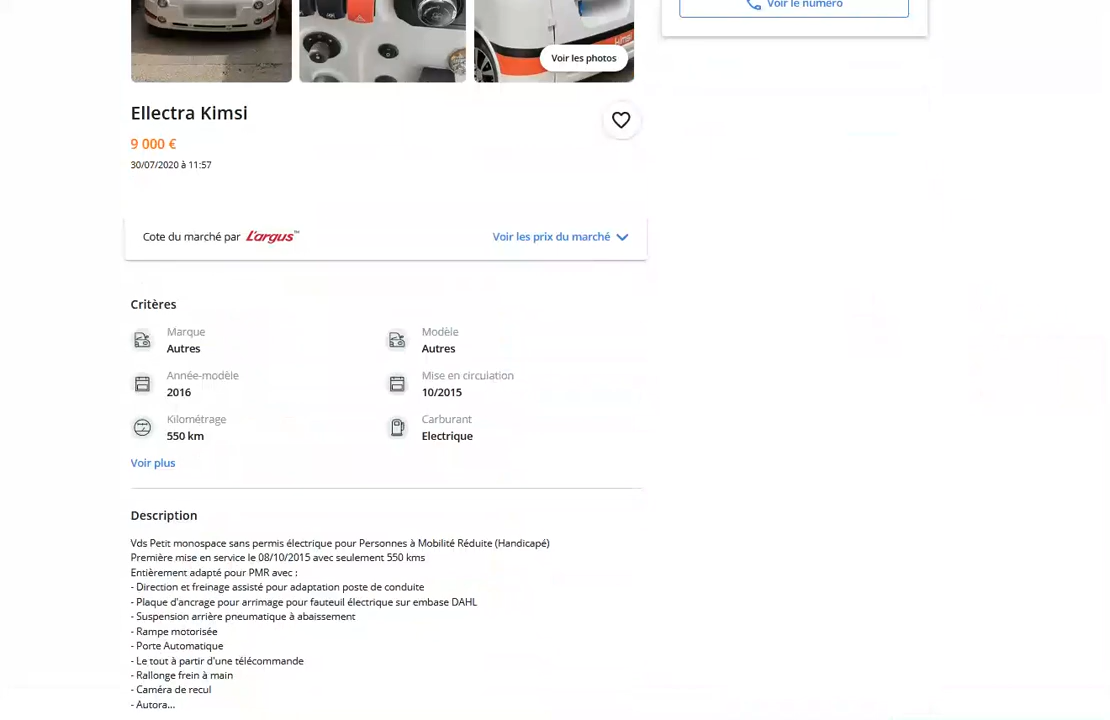 Voir le numéro
kimsi
Voir les photos
Ellectra Kimsi
9 000 €
30/07/2020 à 11:57
Cote du marché par L'argus™
Voir les prix du marché
Critères
Marque
Autres
Modèle
Autres
Année-modèle
2016
Mise en circulation
10/2015
Kilométrage
550 km
Carburant
Electrique
Voir plus
Description
Vds Petit monospace sans permis électrique pour Personnes à Mobilité Réduite (Handicapé)
Première mise en service le 08/10/2015 avec seulement 550 kms
Entièrement adapté pour PMR avec :
- Direction et freinage assisté pour adaptation poste de conduite
- Plaque d'ancrage pour arrimage pour fauteuil électrique sur embase DAHL
- Suspension arrière pneumatique à abaissement
- Rampe motorisée
- Porte Automatique
- Le tout à partir d'une télécommande
- Rallonge frein à main
- Caméra de recul
- Autora...